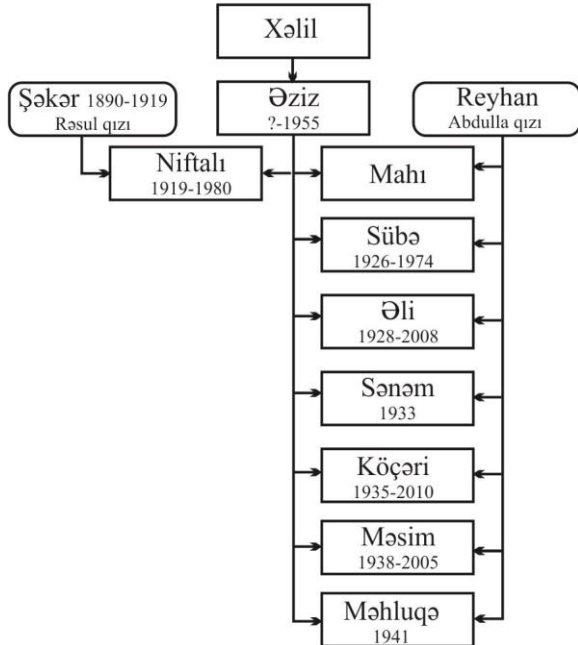 Xəlil
Şəkər 1890-1919
Rəsul qızı
Əziz
?-1955
Reyhan
Abdulla qızı
Niftalı
1919-1980
Mahı
Sübə
1926-1974
Əli
1928-2008
Sənəm
1933
Köçəri
1935-2010
Məsim
1938-2005
Məhluqə
1941